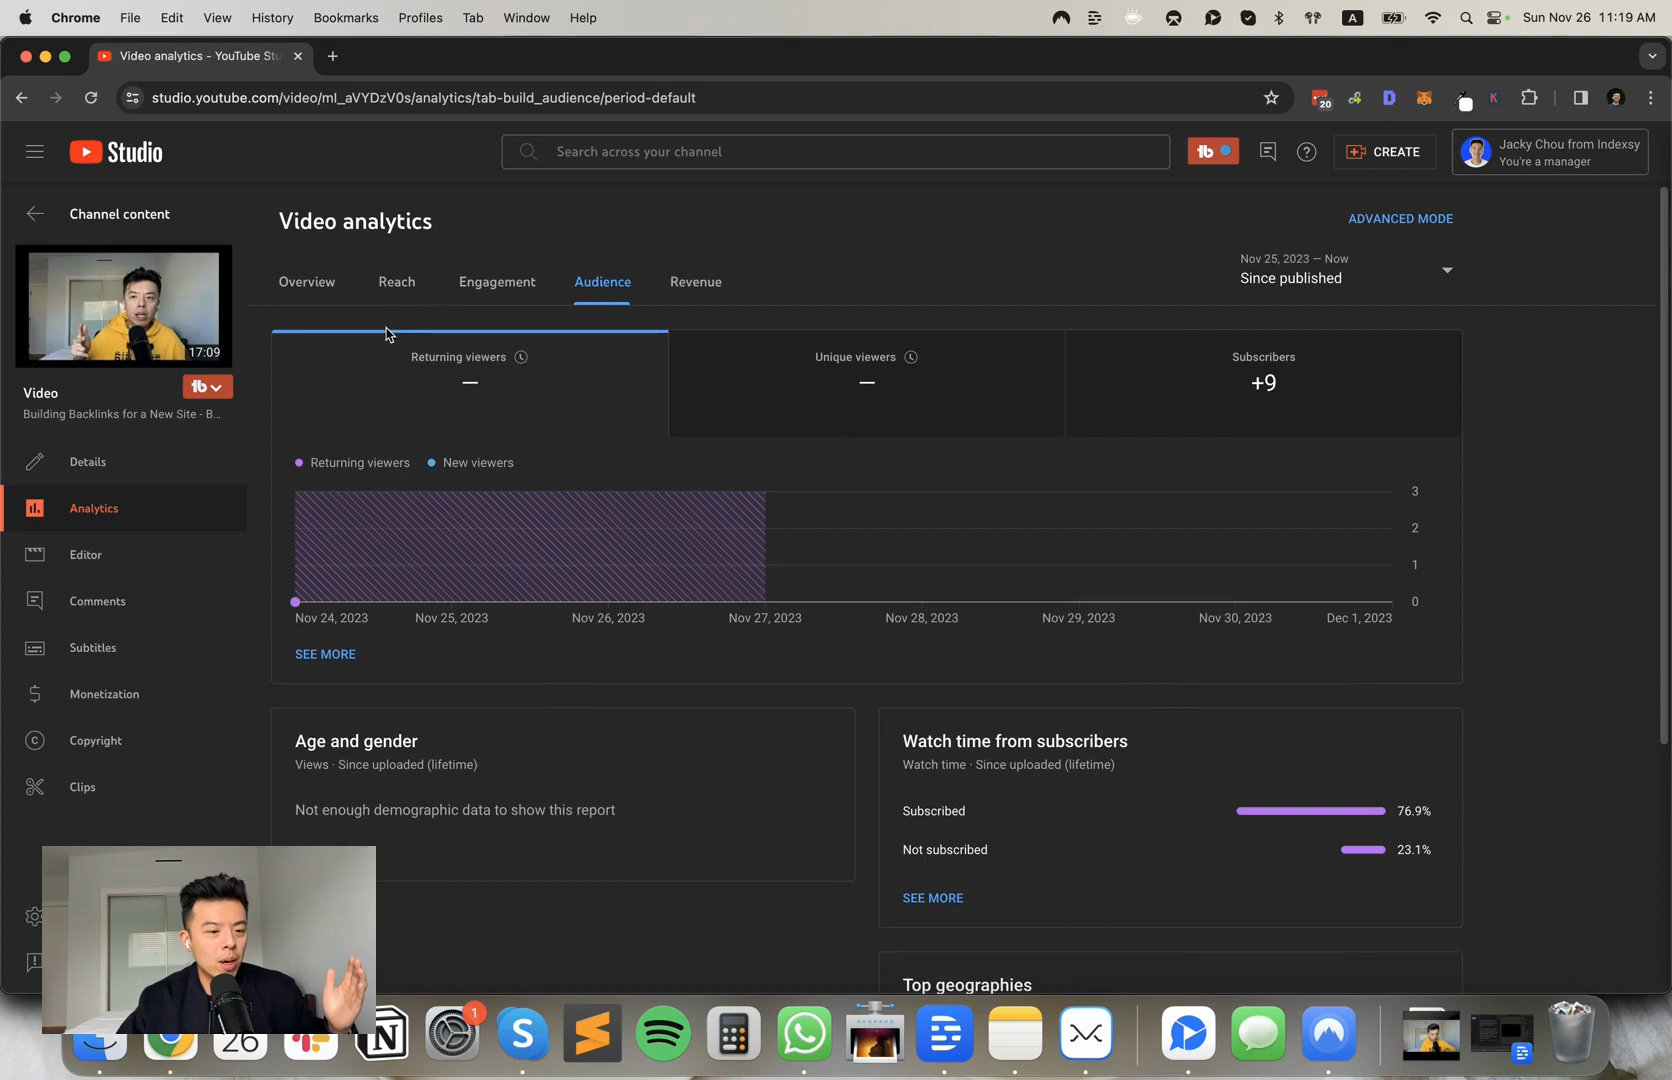 Chrome File Edit View History Bookmarks Profiles Tab Window Help
A
Sun Nov 26 11:19 AM
Video analytics - YouTube Stu
studio.youtube.com/video/ml_aVYDzV0s/analytics/tab-build_audience/period-default
20
D
K
Studio
Search across your channel
tb
CREATE
Jacky Chou from Indexsy
You're a manager
Channel content
17:09
Video
tb
Building Backlinks for a New Site - B...
Details
Analytics
Editor
Comments
Subtitles
Monetization
Copyright
Clips
Video analytics
ADVANCED MODE
Overview
Reach
Engagement
Audience
Revenue
Nov 25, 2023 – Now
Since published
Returning viewers
—
Unique viewers
—
Subscribers
+9
Returning viewers
New viewers
3
2
1
0
Nov 24, 2023
Nov 25, 2023
Nov 26, 2023
Nov 27, 2023
Nov 28, 2023
Nov 29, 2023
Nov 30, 2023
Dec 1, 2023
SEE MORE
Age and gender
Views · Since uploaded (lifetime)
Not enough demographic data to show this report
Watch time from subscribers
Watch time · Since uploaded (lifetime)
Subscribed
76.9%
Not subscribed
23.1%
SEE MORE
Top geographies
26
N
1
S